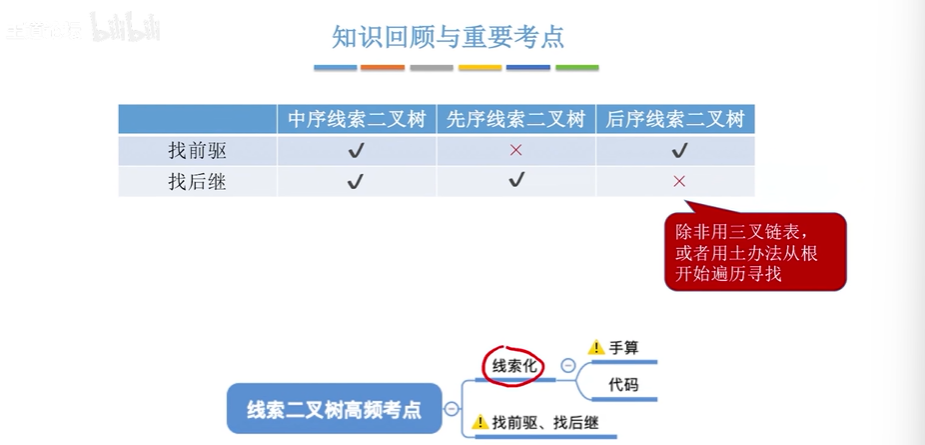 bilibili
知识回顾与重要考点
中序线索二叉树 先序线索二叉树 后序线索二叉树
找前驱 ✓ × ✓
找后继 ✓ ✓ ×
除非用三叉链表，
或者用土办法从根
开始遍历寻找
手算
线索化
代码
线索二叉树高频考点
找前驱、找后继